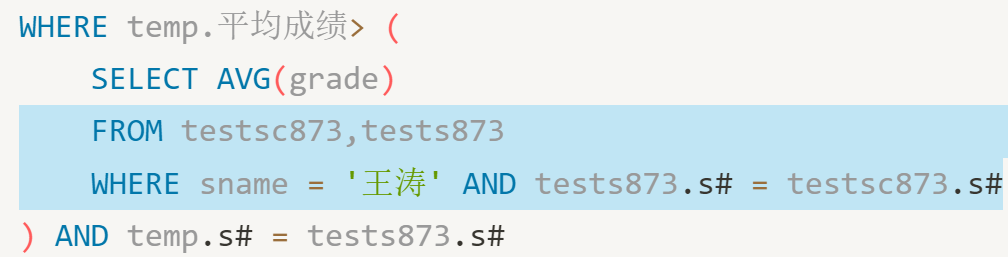 WHERE temp.平均成绩> (
SELECT AVG(grade)
FROM testsc873,tests873
WHERE sname = '王涛' AND tests873.s# = testsc873.s#
) AND temp.s# = tests873.s#